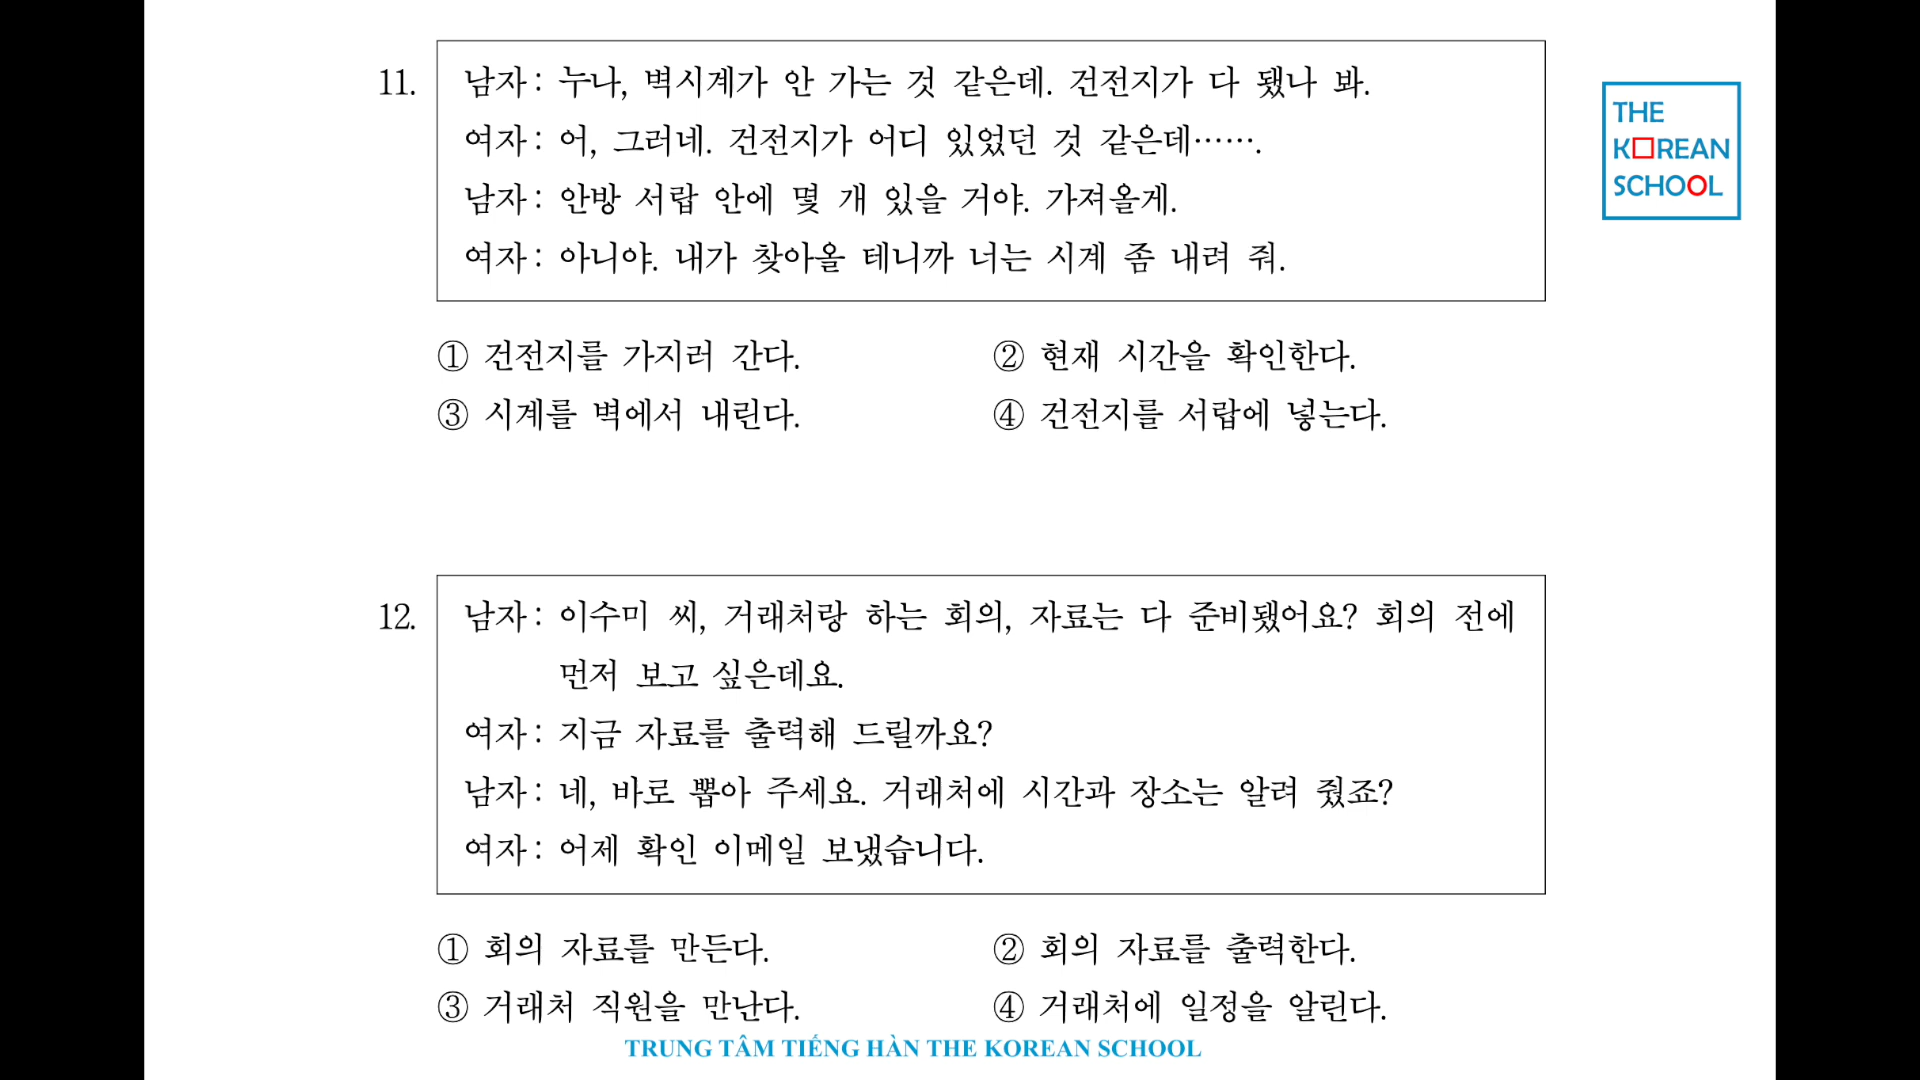 11. 남자: 누나, 벽시계가 안 가는 것 같은데. 건전지가 다 됐나 봐.
여자: 어, 그러네. 건전지가 어디 있었던 것 같은데……．
남자: 안방 서랍 안에 몇 개 있을 거야. 가져올게.
여자: 아니야. 내가 찾아올 테니까 너는 시계 좀 내려 줘.
THE
KOREAN
SCHOOL
① 건전지를 가지러 간다. ② 현재 시간을 확인한다.
③ 시계를 벽에서 내린다. ④ 건전지를 서랍에 넣는다.
12. 남자: 이수미 씨, 거래처랑 하는 회의, 자료는 다 준비됐어요? 회의 전에
먼저 보고 싶은데요.
여자: 지금 자료를 출력해 드릴까요?
남자: 네, 바로 뽑아 주세요. 거래처에 시간과 장소는 알려 줬죠?
여자: 어제 확인 이메일 보냈습니다.
① 회의 자료를 만든다. ② 회의 자료를 출력한다.
③ 거래처 직원을 만난다. ④ 거래처에 일정을 알린다.
TRUNG TÂM TIẾNG HÀN THE KOREAN SCHOOL